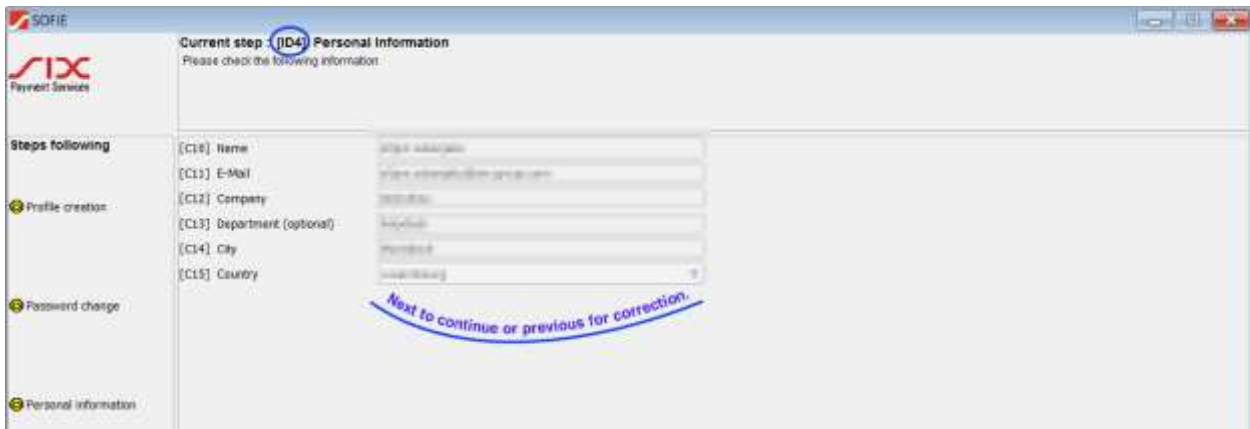 SOFIE
Current step : [ID4] Personal Information
Please check the following information
SIX
Payment Services
Steps following
[C10] Name
[C11] E-Mail
Profile creation
[C12] Company
[C13] Department (optional)
[C14] City
[C15] Country
Password change
Next to continue or previous for correction.
Personal information